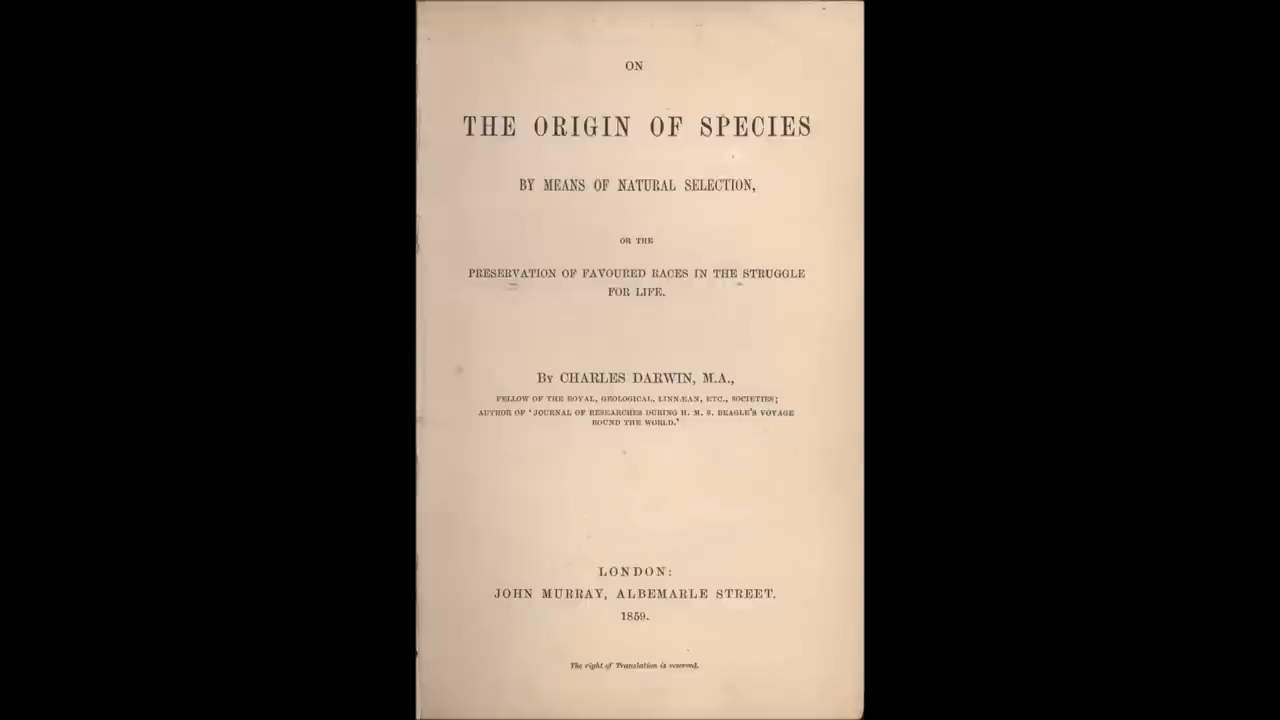 ON
THE ORIGIN OF SPECIES
BY MEANS OF NATURAL SELECTION,
OR THE
PRESERVATION OF FAVOURED RACES IN THE STRUGGLE
FOR LIFE.
BY CHARLES DARWIN, M.A.,
FELLOW OF THE ROYAL, GEOLOGICAL, LINNÆAN, ETC., SOCIETIES;
AUTHOR OF 'JOURNAL OF RESEARCHES DURING H. M. S. BEAGLE'S VOYAGE
ROUND THE WORLD.'
LONDON:
JOHN MURRAY, ALBEMARLE STREET.
1859.
The right of Translation is reserved.